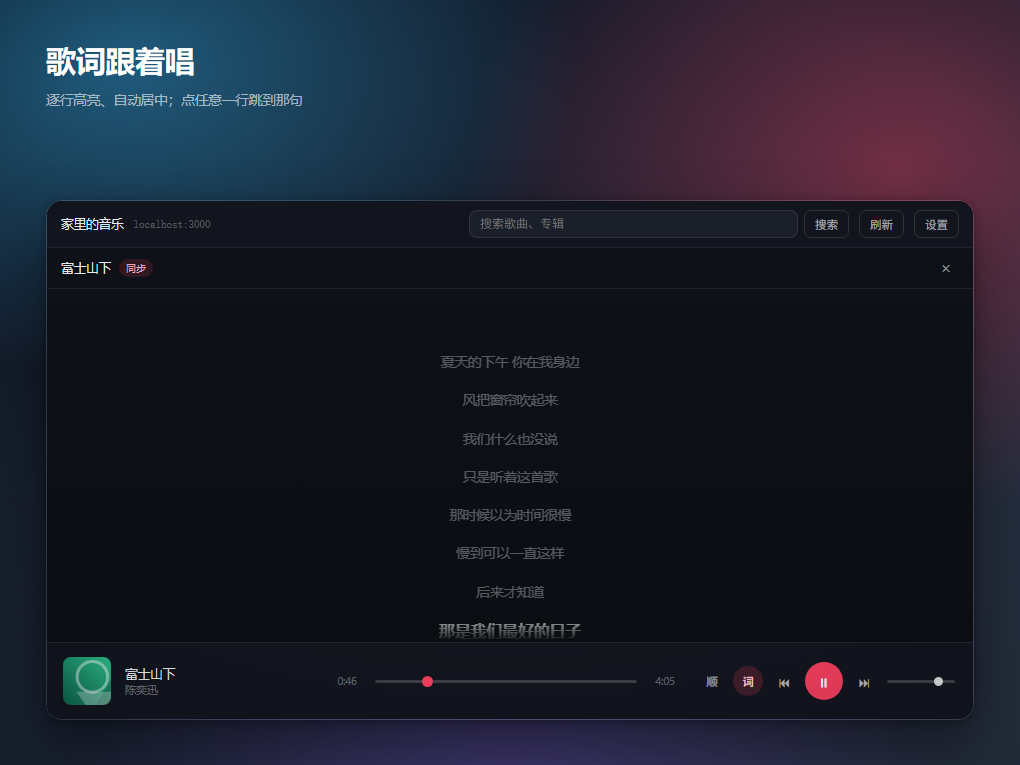 歌词跟着唱
逐行高亮、自动居中；点任意一行跳到那句
家里的音乐 localhost:3000 搜索歌曲、专辑 搜索 刷新 设置
富士山下 同步 ×
夏天的下午 你在我身边
风把窗帘吹起来
我们什么也没说
只是听着这首歌
那时候以为时间很慢
慢到可以一直这样
后来才知道
那是我们最好的日子
富士山下
陈奕迅
0:46 4:05 顺 词